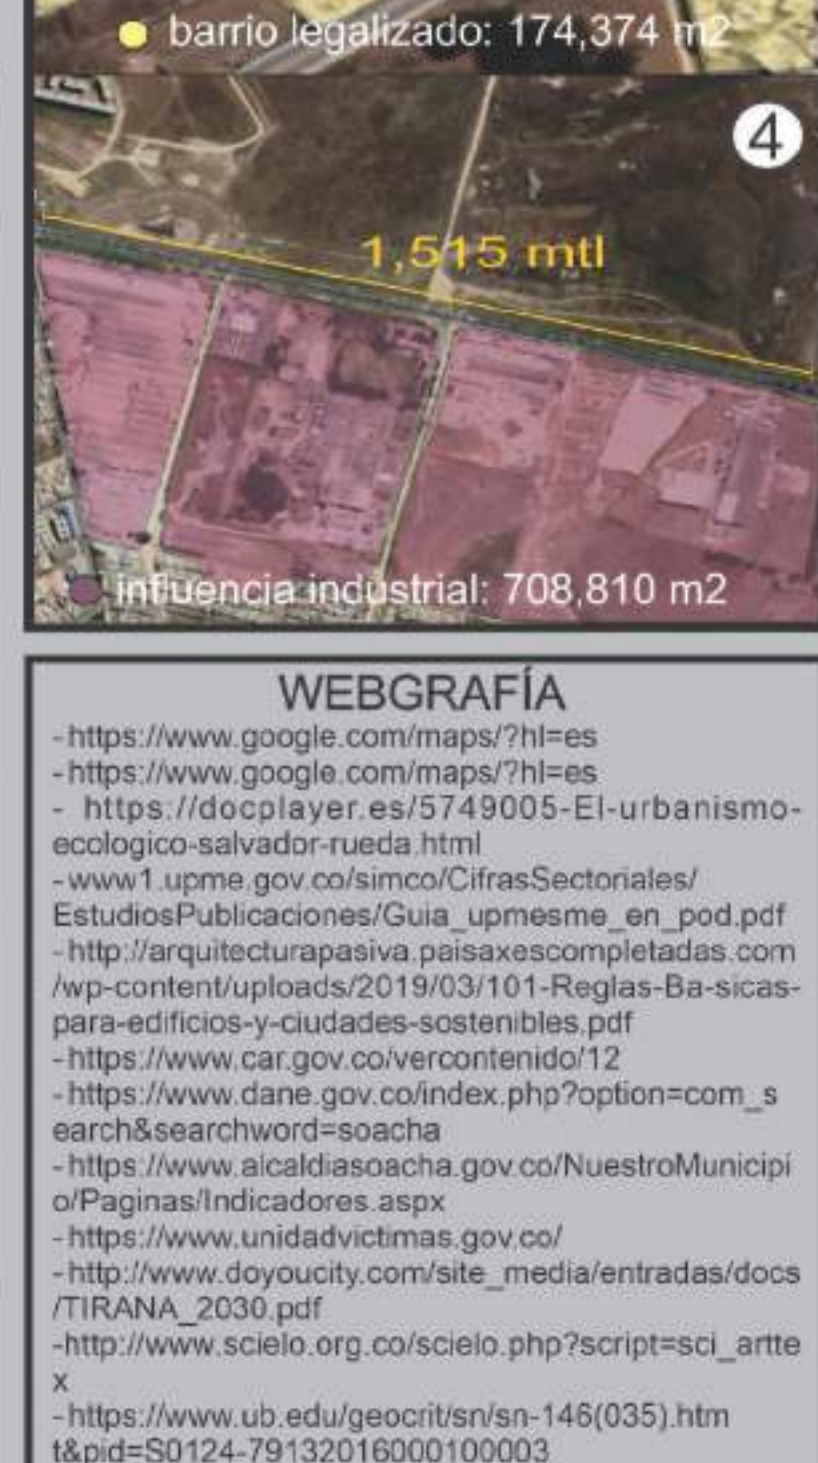 barrio legalizado: 174,374 m2
4
1,515 mtl
influencia industrial: 708,810 m2
WEBGRAFÍA
-https://www.google.com/maps/?hl=es
-https://www.google.com/maps/?hl=es
- https://docplayer.es/5749005-El-urbanismo-
ecologico-salvador-rueda.html
-www1.upme.gov.co/simco/CifrasSectoriales/
EstudiosPublicaciones/Guia_upmesme_en_pod.pdf
-http://arquitecturapasiva.paisaxescompletadas.com
/wp-content/uploads/2019/03/101-Reglas-Ba-sicas-
para-edificios-y-ciudades-sostenibles.pdf
-https://www.car.gov.co/vercontenido/12
-https://www.dane.gov.co/index.php?option=com_s
earch&searchword=soacha
-https://www.alcaldiasoacha.gov.co/NuestroMunicipi
o/Paginas/Indicadores.aspx
-https://www.unidadvictimas.gov.co/
-http://www.doyoucity.com/site_media/entradas/docs
/TIRANA_2030.pdf
-http://www.scielo.org.co/scielo.php?script=sci_artte
x
-https://www.ub.edu/geocrit/sn/sn-146(035).htm
t&pid=S0124-79132016000100003